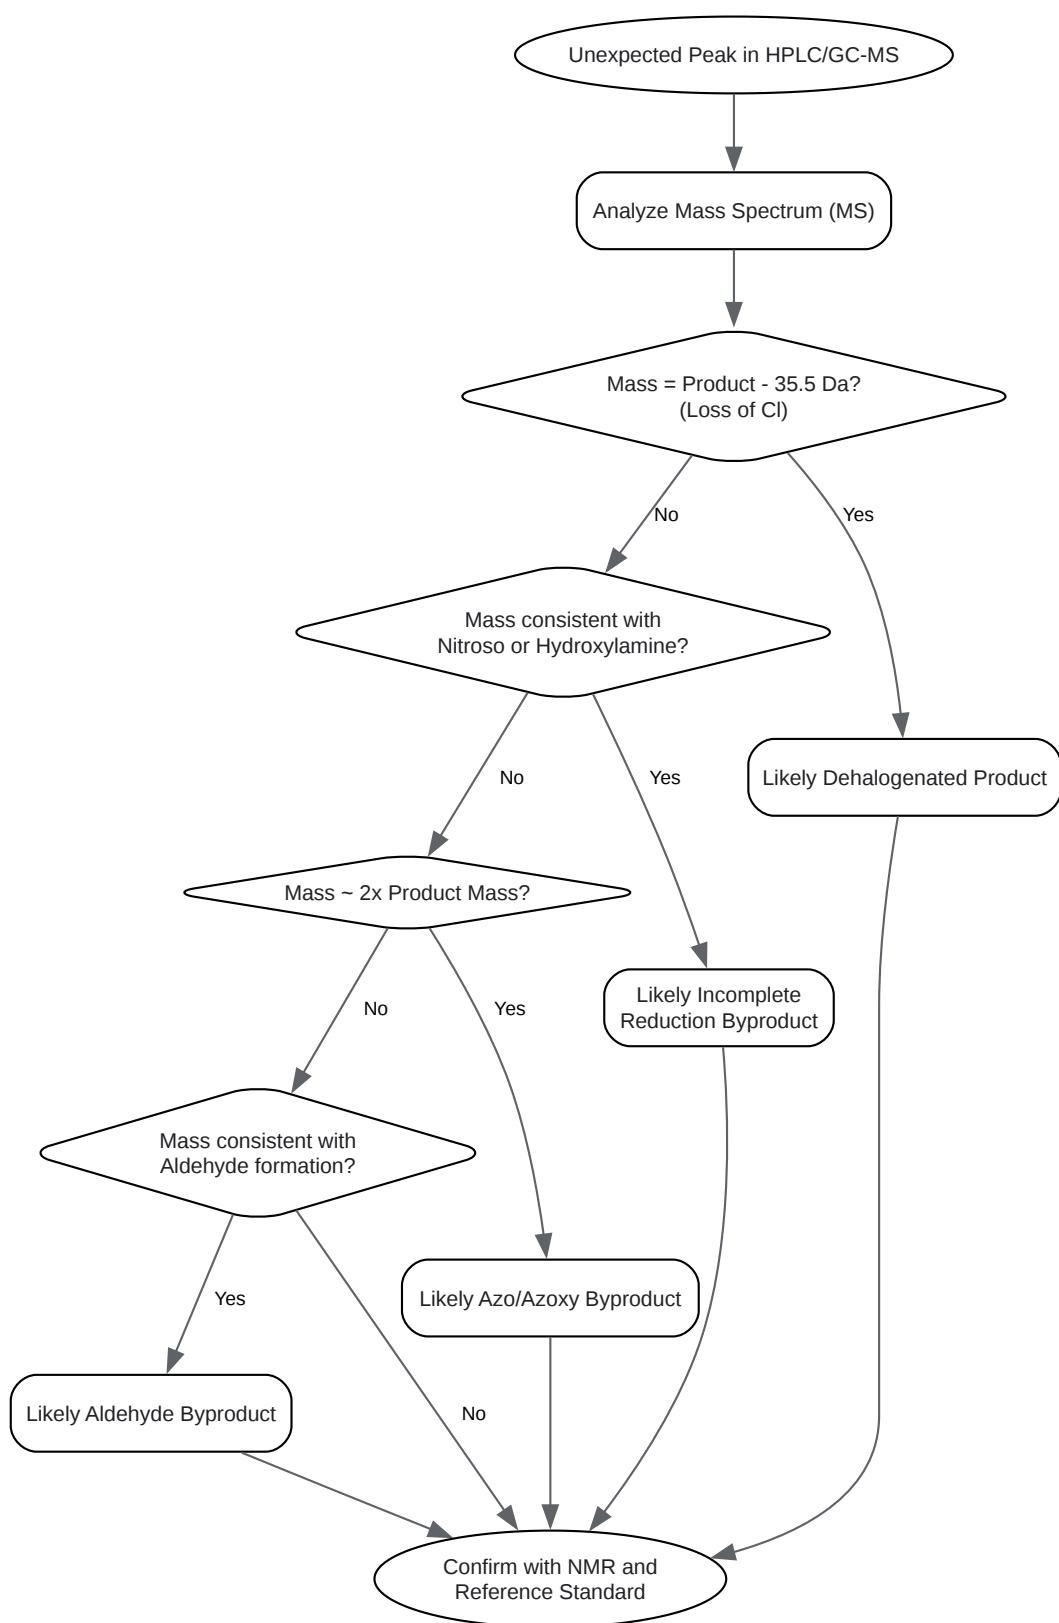 Unexpected Peak in HPLC/GC-MS
Analyze Mass Spectrum (MS)
Mass = Product - 35.5 Da?
(Loss of Cl)
No
Yes
Mass consistent with
Nitroso or Hydroxylamine?
No
Yes
Likely Dehalogenated Product
Mass ~ 2x Product Mass?
No
Yes
Likely Incomplete
Reduction Byproduct
Mass consistent with
Aldehyde formation?
Yes
Likely Azo/Azoxy Byproduct
Likely Aldehyde Byproduct
No
Confirm with NMR and
Reference Standard